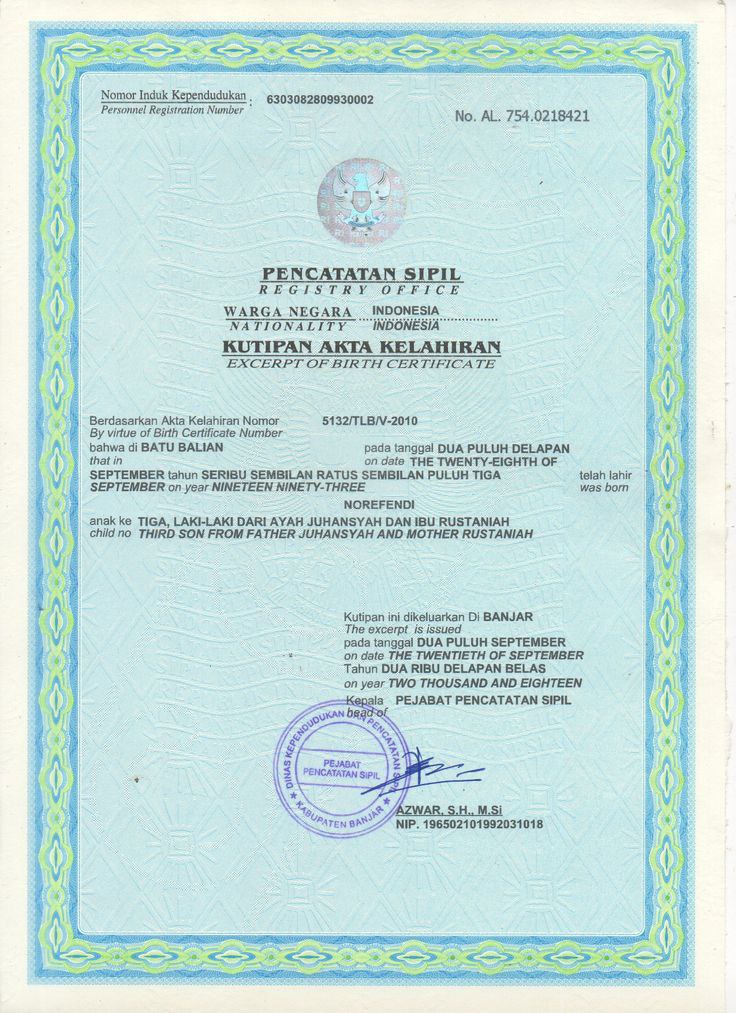 Nomor Induk Kependudukan : 6303082809930002
Personnel Registration Number
No. AL. 754.0218421
PENCATATAN SIPIL
REGISTRY OFFICE
WARGA NEGARA INDONESIA
NATIONALITY INDONESIA
KUTIPAN AKTA KELAHIRAN
EXCERPT OF BIRTH CERTIFICATE
Berdasarkan Akta Kelahiran Nomor 5132/TLB/V-2010
By virtue of Birth Certificate Number
bahwa di BATU BALIAN pada tanggal DUA PULUH DELAPAN
that in on date THE TWENTY-EIGHTH OF
SEPTEMBER tahun SERIBU SEMBILAN RATUS SEMBILAN PULUH TIGA telah lahir
SEPTEMBER on year NINETEEN NINETY-THREE was born
NOREFENDI
anak ke TIGA, LAKI-LAKI DARI AYAH JUHANSYAH DAN IBU RUSTANIAH
child no THIRD SON FROM FATHER JUHANSYAH AND MOTHER RUSTANIAH
Kutipan ini dikeluarkan Di BANJAR
The excerpt is issued
pada tanggal DUA PULUH SEPTEMBER
on date THE TWENTIETH OF SEPTEMBER
Tahun DUA RIBU DELAPAN BELAS
on year TWO THOUSAND AND EIGHTEEN
Kepala PEJABAT PENCATATAN SIPIL
head of
DINAS KEPENDUDUKAN DAN PENCATATAN SIPIL
PEJABAT
PENCATATAN SIPIL
KABUPATEN BANJAR
AZWAR, S.H., M.Si
NIP. 196502101992031018